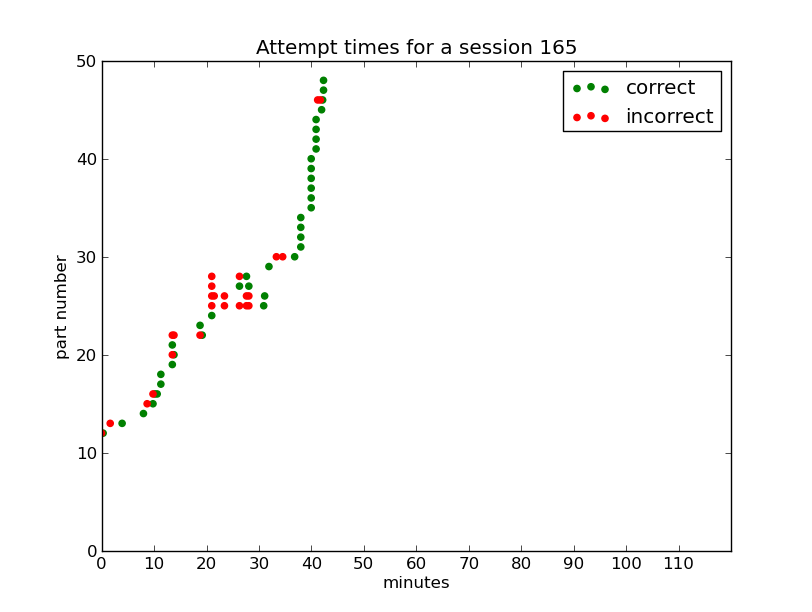 Attempt times for a session 165
correct
incorrect
50
40
30
20
10
0
part number
0 10 20 30 40 50 60 70 80 90 100 110
minutes